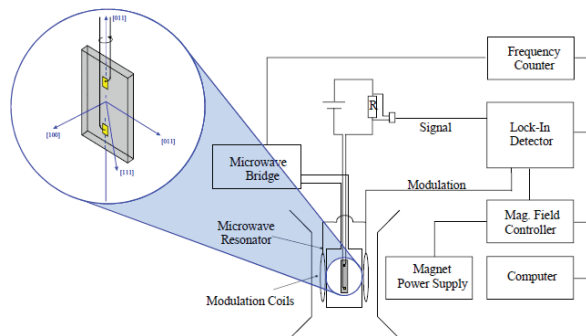 [011]
[100]
[011]
[111]
Frequency
Counter
R
Signal
Lock-In
Detector
Microwave
Bridge
Modulation
Microwave
Resonator
Mag. Field
Controller
Modulation Coils
Magnet
Power Supply
Computer